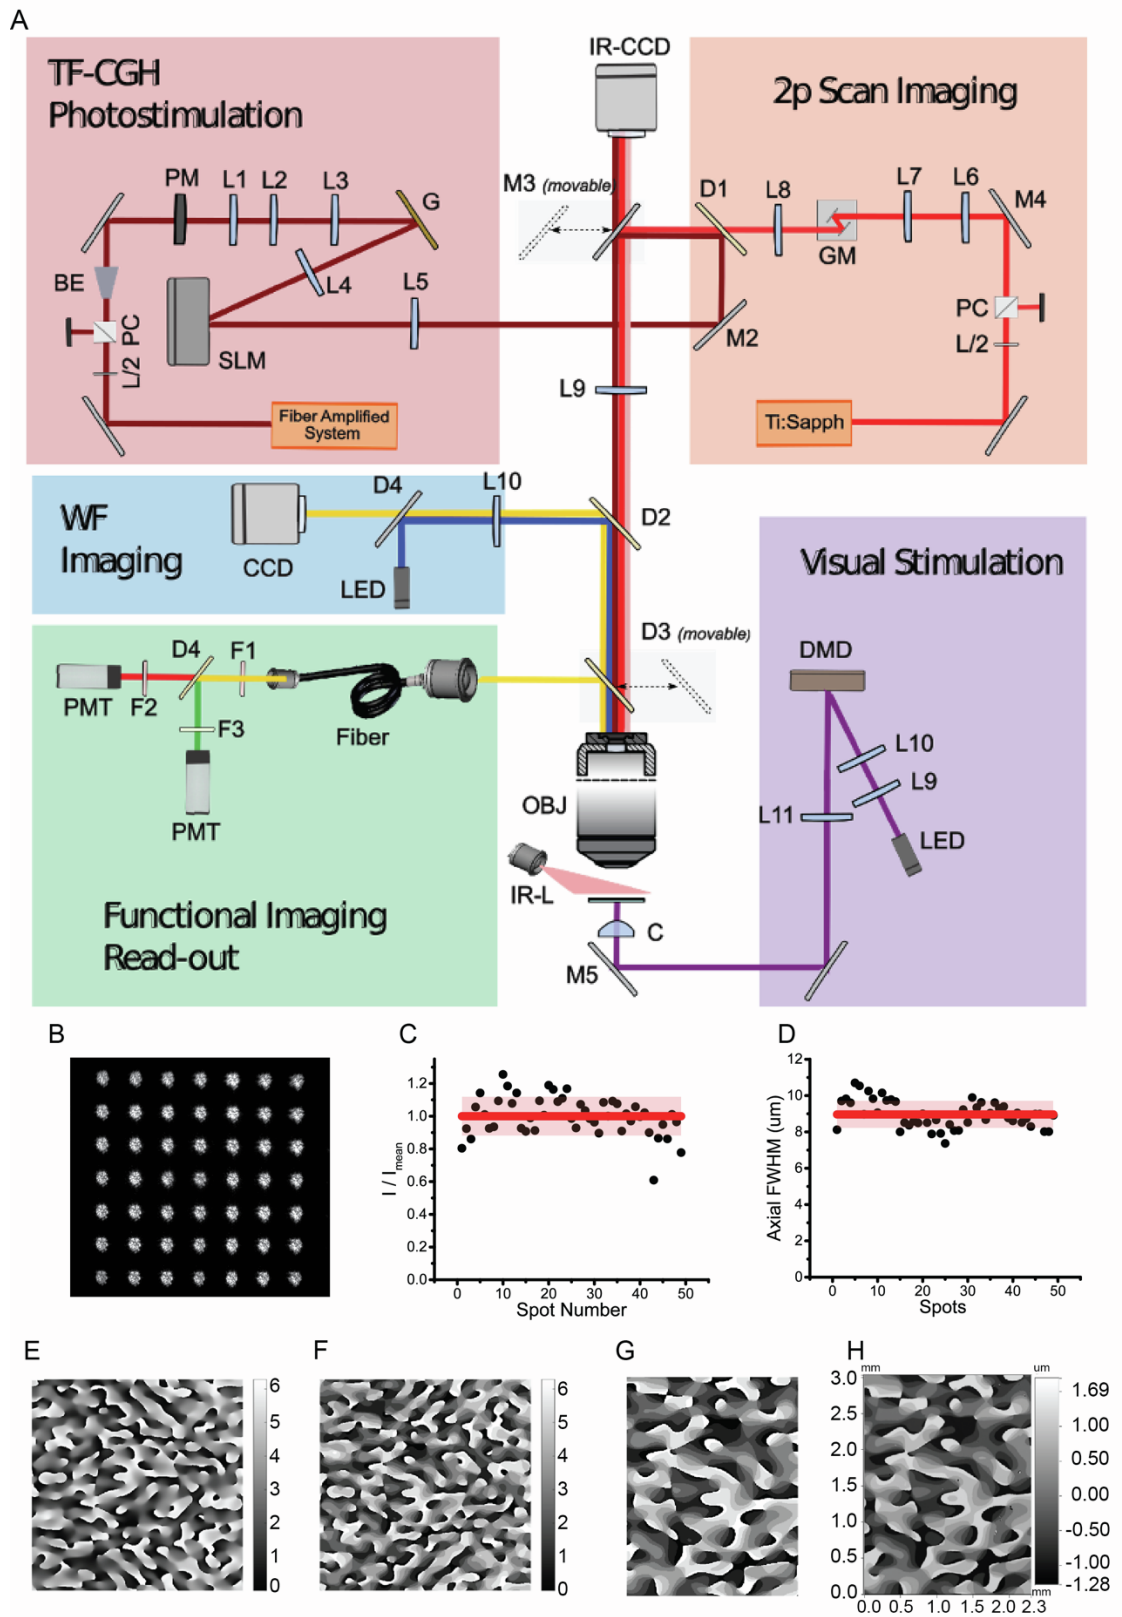 A
TF-CGH
Photostimulation
IR-CCD
2p Scan Imaging
M3 (movable)
D1
L8
L7
L6
M4
PM
L1
L2
L3
G
GM
BE
L4
L5
PC
PC
SLM
M2
L/2
L/2
L9
Fiber Amplified
System
Ti:Sapph
WF
Imaging
D4
L10
D2
CCD
LED
Visual Stimulation
D3 (movable)
DMD
D4
F1
PMT
F2
F3
Fiber
L10
L9
OBJ
L11
LED
PMT
IR-L
C
M5
Functional Imaging
Read-out
B
C
D
I / Imean
1.2
1.0
0.8
0.6
0.4
0.2
0.0
0 10 20 30 40 50
Spot Number
Axial FWHM (um)
12
10
8
6
4
2
0
0 10 20 30 40 50
Spots
E
6
5
4
3
2
1
0
F
6
5
4
3
2
1
0
G
H
mm
um
3.0
2.5
2.0
1.5
1.0
0.5
0.0
1.69
1.00
0.50
0.00
-0.50
-1.00
-1.28
mm
0.0 0.5 1.0 1.5 2.0 2.3